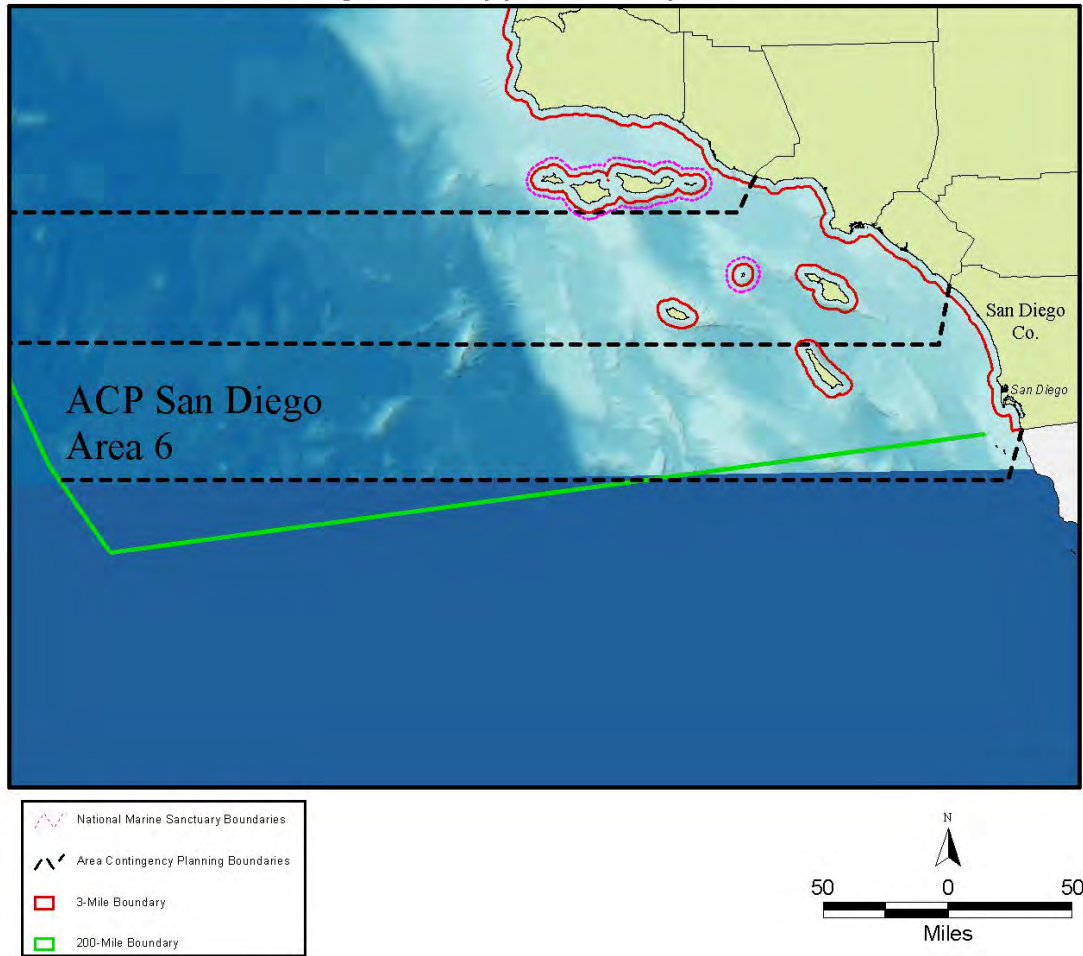 San Diego
Co.
San Diego
ACP San Diego
Area 6
National Marine Sanctuary Boundaries
Area Contingency Planning Boundaries
3-Mile Boundary
200-Mile Boundary
N
50 0 50
Miles